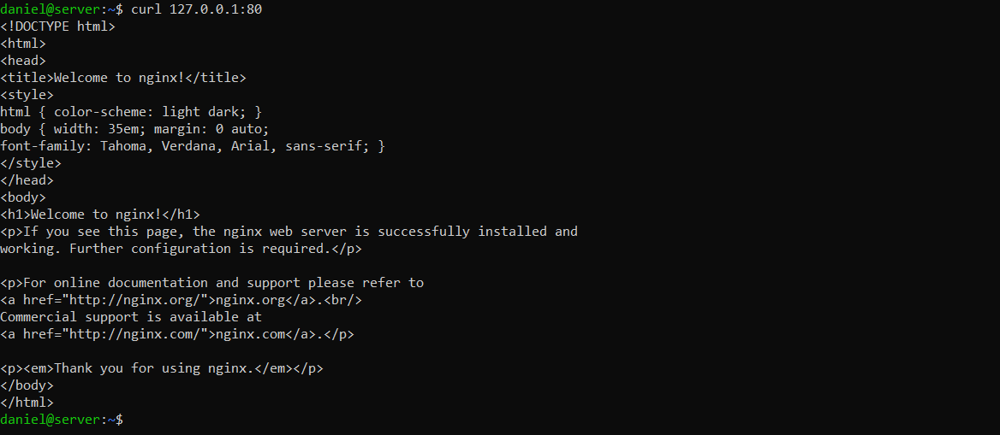 daniel@server:~$ curl 127.0.0.1:80
<!DOCTYPE html>
<html>
<head>
<title>Welcome to nginx!</title>
<style>
html { color-scheme: light dark; }
body { width: 35em; margin: 0 auto;
font-family: Tahoma, Verdana, Arial, sans-serif; }
</style>
</head>
<body>
<h1>Welcome to nginx!</h1>
<p>If you see this page, the nginx web server is successfully installed and
working. Further configuration is required.</p>

<p>For online documentation and support please refer to
<a href="http://nginx.org/">nginx.org</a>.<br/>
Commercial support is available at
<a href="http://nginx.com/">nginx.com</a>.</p>

<p><em>Thank you for using nginx.</em></p>
</body>
</html>
daniel@server:~$